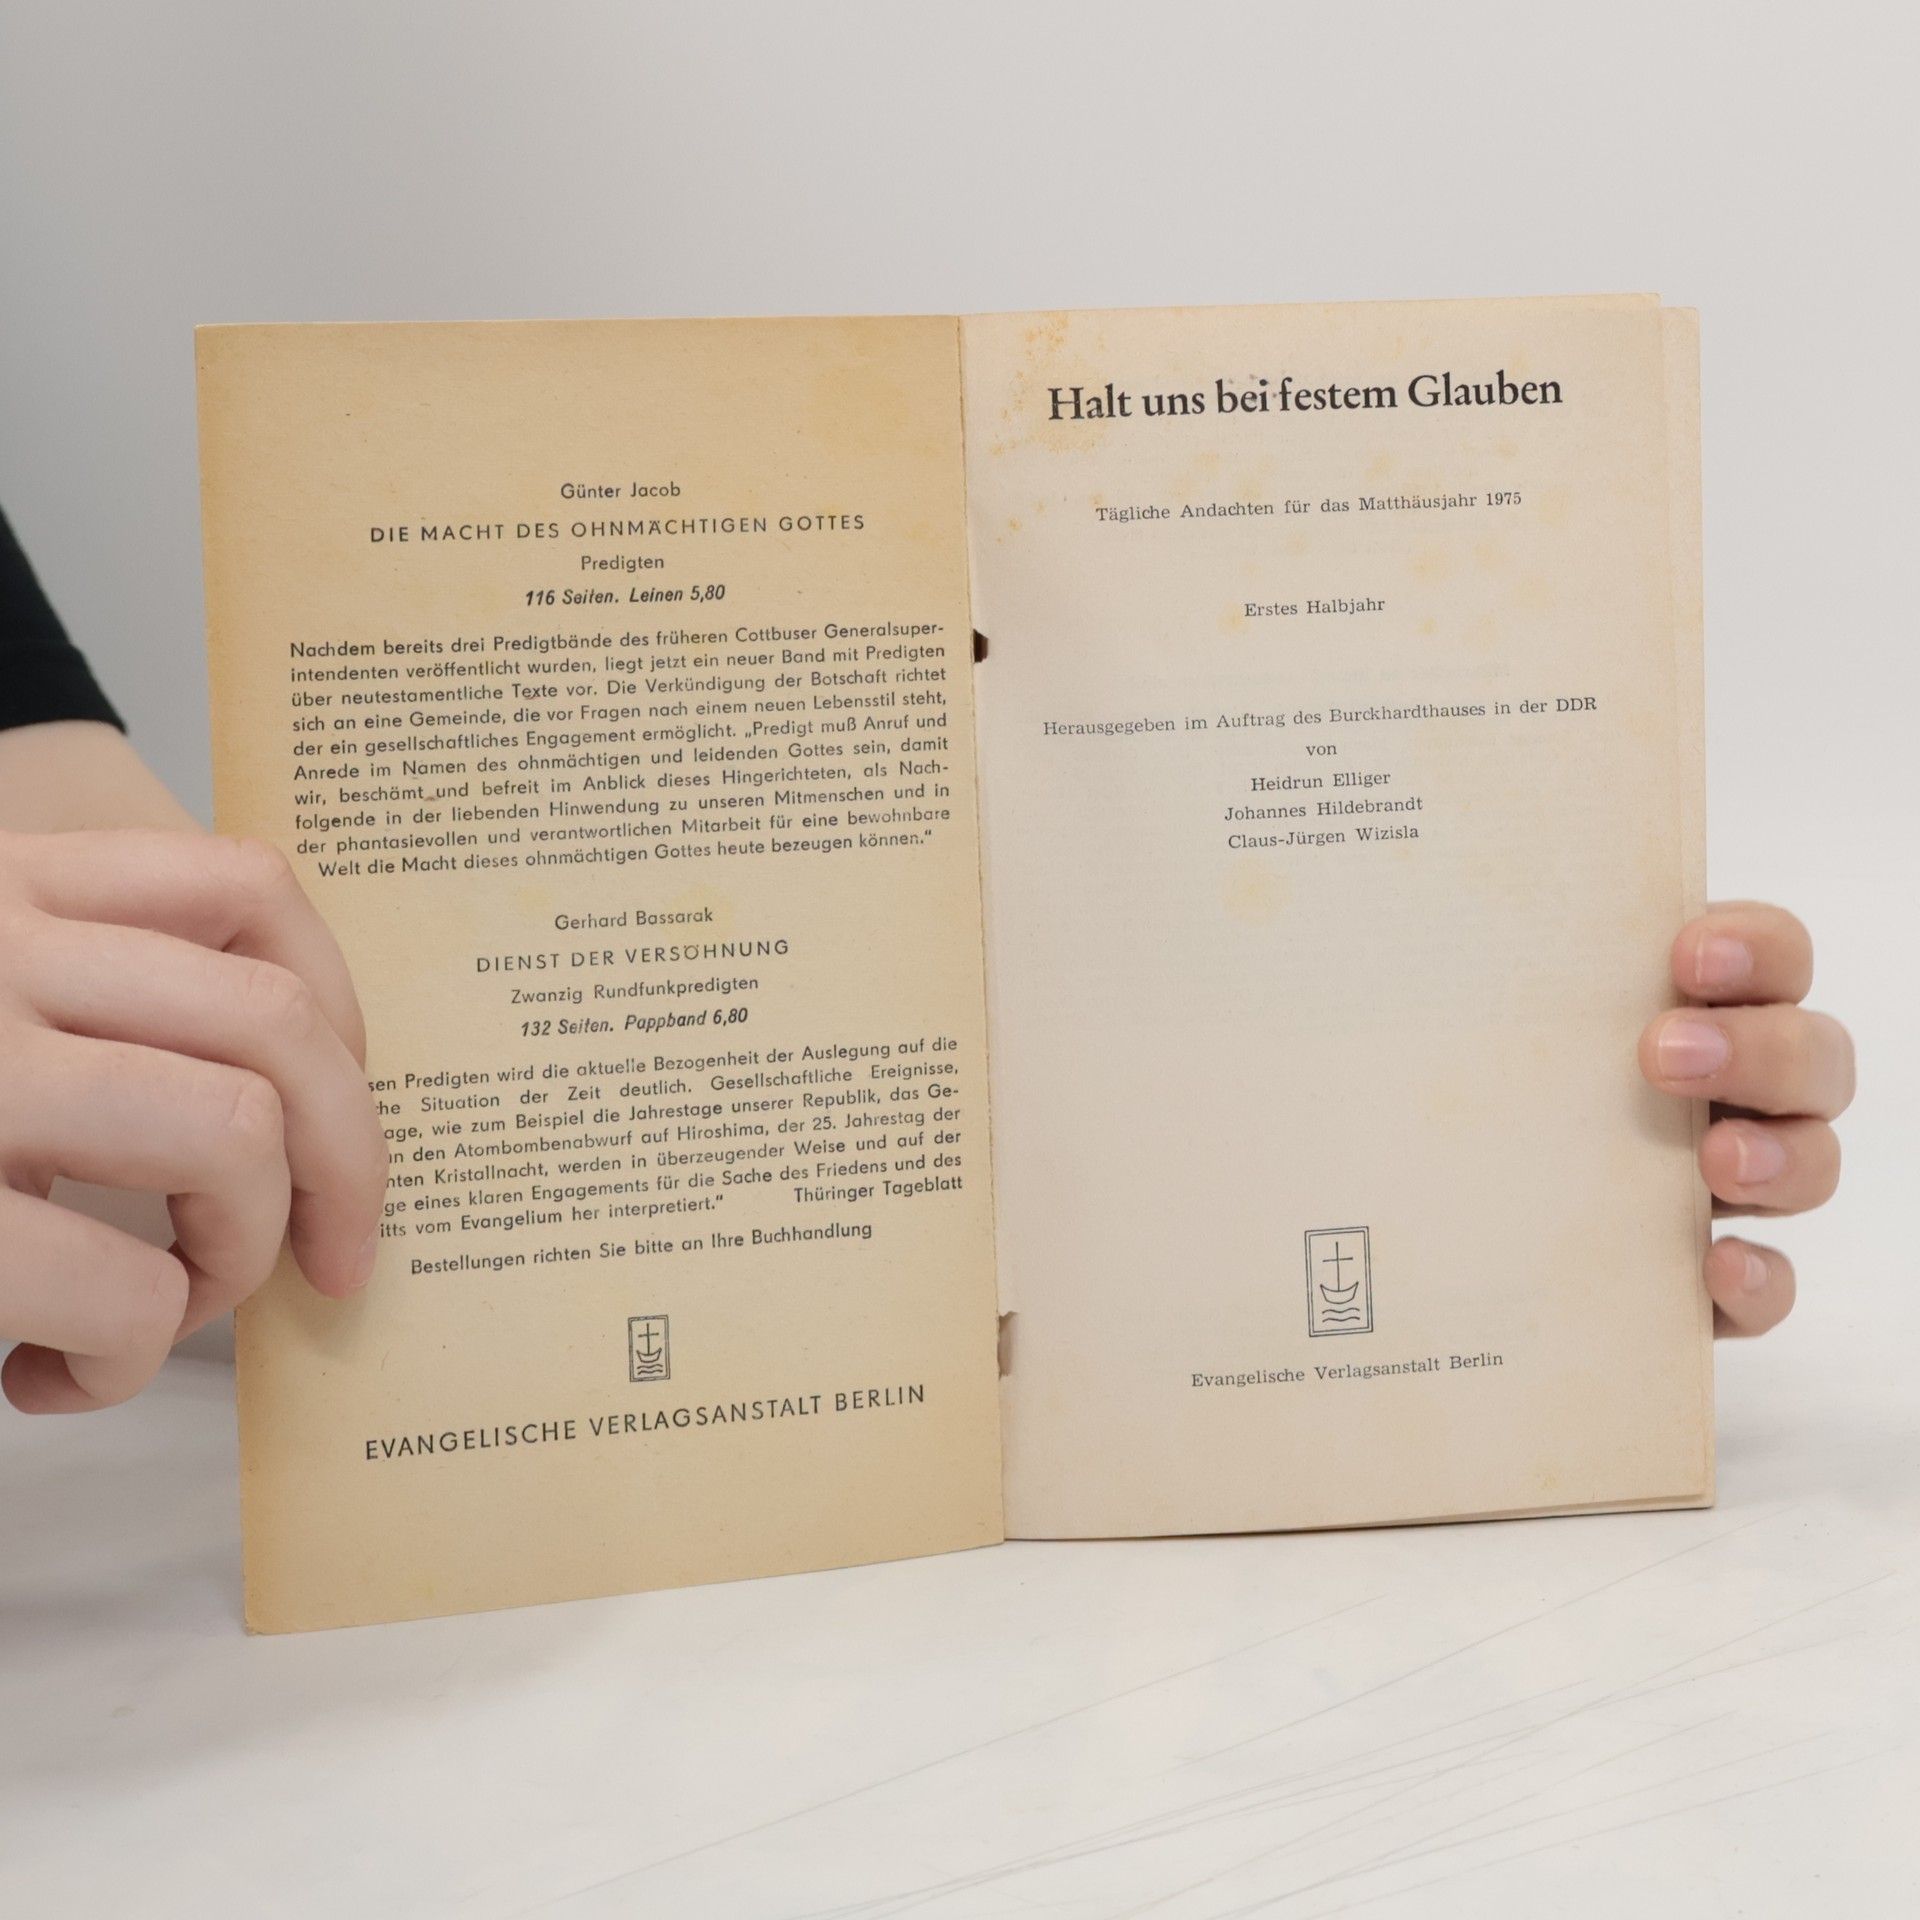 Günter Jacob
DIE MACHT DES OHNMÄCHTIGEN GOTTES
Predigten
116 Seiten. Leinen 5,80
Nachdem bereits drei Predigtbände des früheren Cottbuser Generalsuper-
intendenten veröffentlicht wurden, liegt jetzt ein neuer Band mit Predigten
über neutestamentliche Texte vor. Die Verkündigung der Botschaft richtet
sich an eine Gemeinde, die vor Fragen nach einem neuen Lebensstil steht,
der ein gesellschaftliches Engagement ermöglicht. „Predigt muß Anruf und
Anrede im Namen des ohnmächtigen und leidenden Gottes sein, damit
wir, beschämt und befreit im Anblick dieses Hingerichteten, als Nach-
folgende in der liebenden Hinwendung zu unseren Mitmenschen und in
der phantasievollen und verantwortlichen Mitarbeit für eine bewohnbare
Welt die Macht dieses ohnmächtigen Gottes heute bezeugen können.“
Gerhard Bassarak
DIENST DER VERSÖHNUNG
Zwanzig Rundfunkpredigten
132 Seiten. Pappband 6,80
sen Predigten wird die aktuelle Bezogenheit der Auslegung auf die
che Situation der Zeit deutlich. Gesellschaftliche Ereignisse,
age, wie zum Beispiel die Jahrestage unserer Republik, das Ge-
an den Atombombenabwurf auf Hiroshima, der 25. Jahrestag der
nten Kristallnacht, werden in überzeugender Weise und auf der
ge eines klaren Engagements für die Sache des Friedens und des
itts vom Evangelium her interpretiert.“ Thüringer Tageblatt
Bestellungen richten Sie bitte an Ihre Buchhandlung
EVANGELISCHE VERLAGSANSTALT BERLIN
Halt uns bei festem Glauben
Tägliche Andachten für das Matthäusjahr 1975
Erstes Halbjahr
Herausgegeben im Auftrag des Burckhardthauses in der DDR
von
Heidrun Elliger
Johannes Hildebrandt
Claus-Jürgen Wizisla
Evangelische Verlagsanstalt Berlin